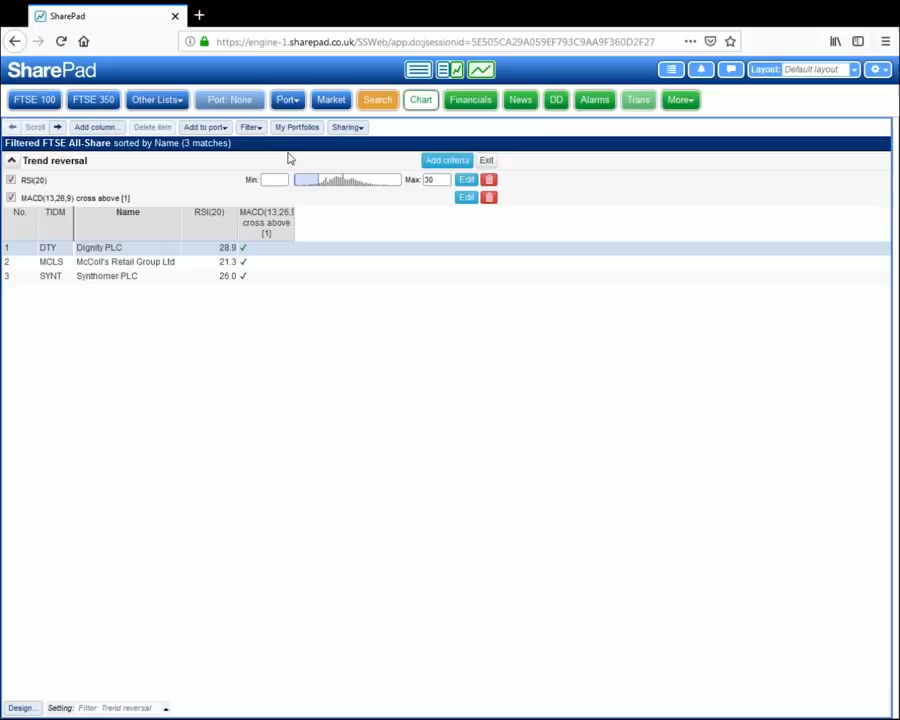 SharePad
https://engine-1.sharepad.co.uk/SSWeb/app.do;jsessionid=5E505CA29A059EF793C9AA9F360D2F27
SharePad
Layout: Default layout
FTSE 100 FTSE 350 Other Lists Port: None Port Market Search Chart Financials News DD Alarms Trans More
Scroll Add column... Delete item Add to port Filter My Portfolios Sharing
Filtered FTSE All-Share sorted by Name (3 matches)
Trend reversal Add criteria Exit
RSI(20) Min: Max: 30 Edit
MACD(13,26,9) cross above [1] Edit
No. TIDM Name RSI(20) MACD(13,26,9
cross above
[1]
1 DTY Dignity PLC 28.9 ✓
2 MCLS McColl's Retail Group Ltd 21.3 ✓
3 SYNT Synthomer PLC 26.0 ✓
Design... Setting: Filter: Trend reversal